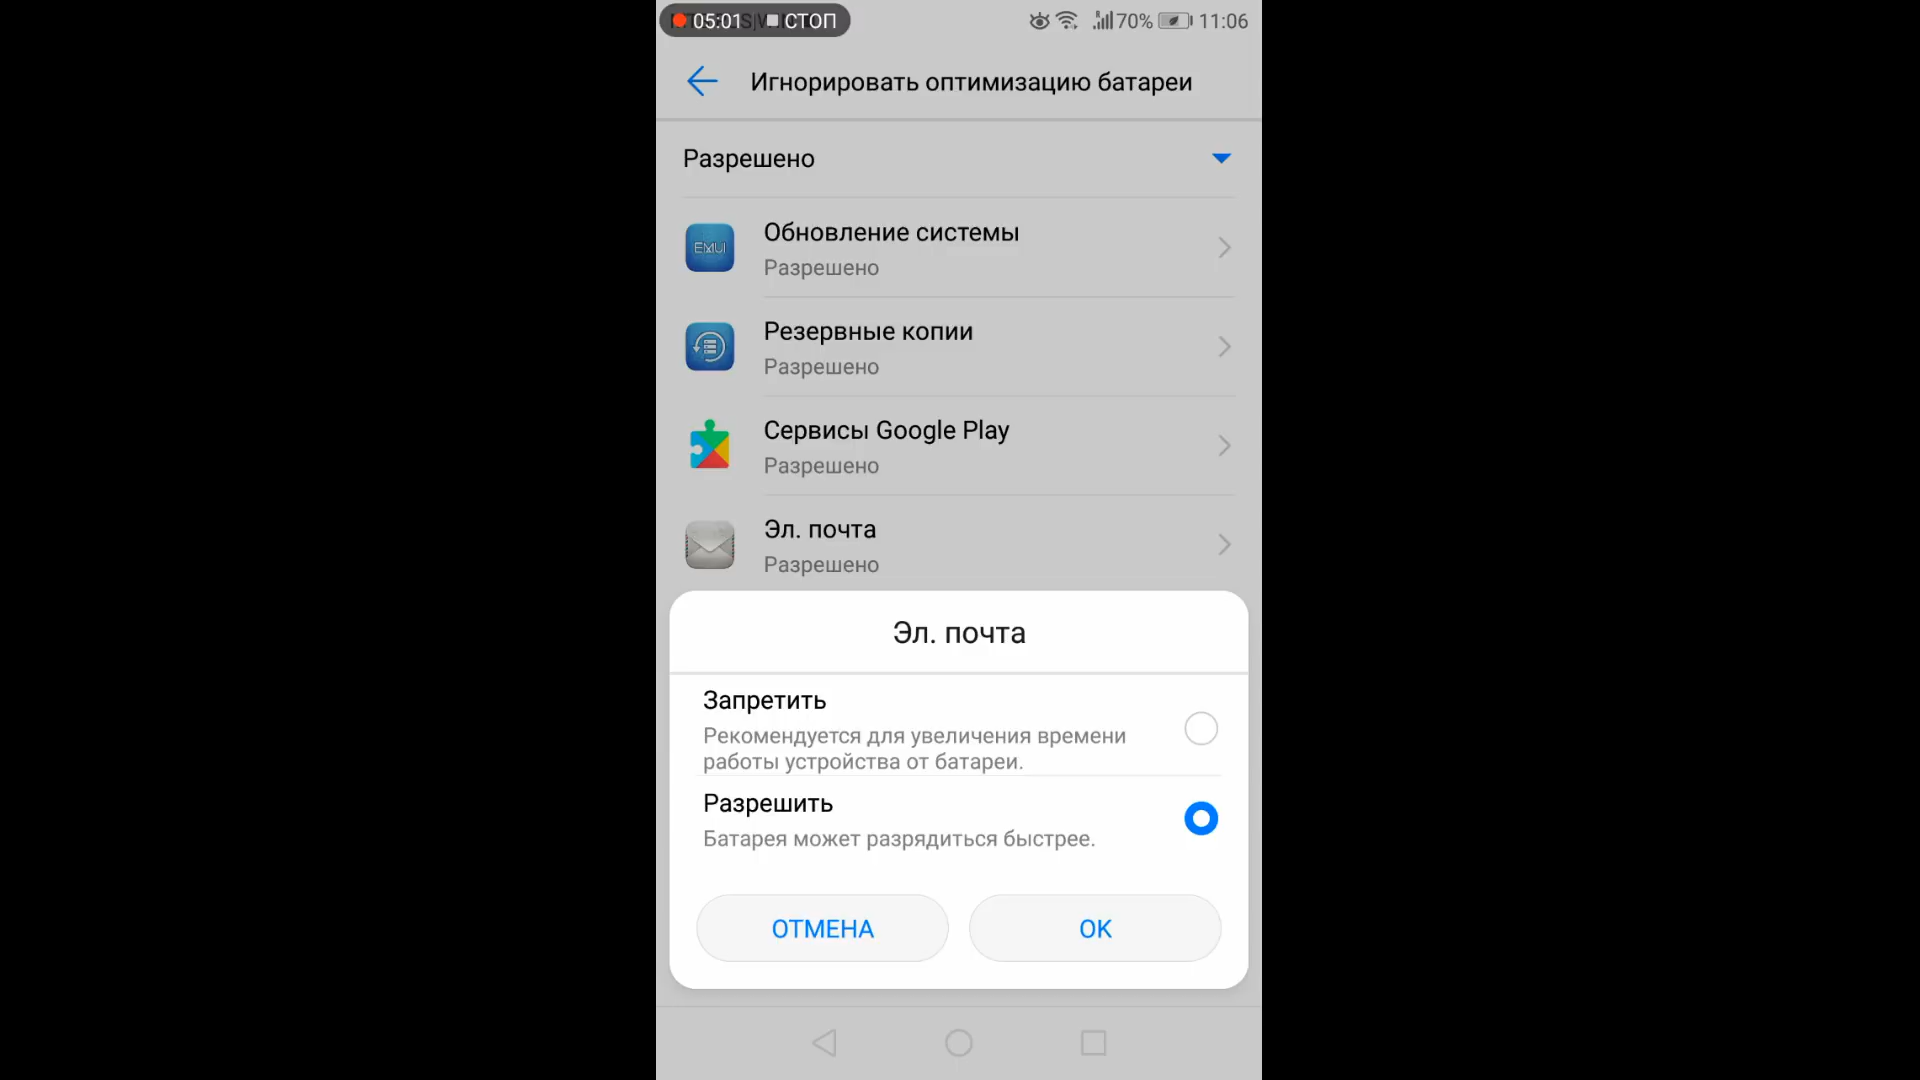 05:01 СТОП
70% 11:06
Игнорировать оптимизацию батареи
Разрешено
EMUI
Обновление системы
Разрешено
Резервные копии
Разрешено
Сервисы Google Play
Разрешено
Эл. почта
Разрешено
Эл. почта
Запретить
Рекомендуется для увеличения времени
работы устройства от батареи.
Разрешить
Батарея может разрядиться быстрее.
ОТМЕНА
ОК